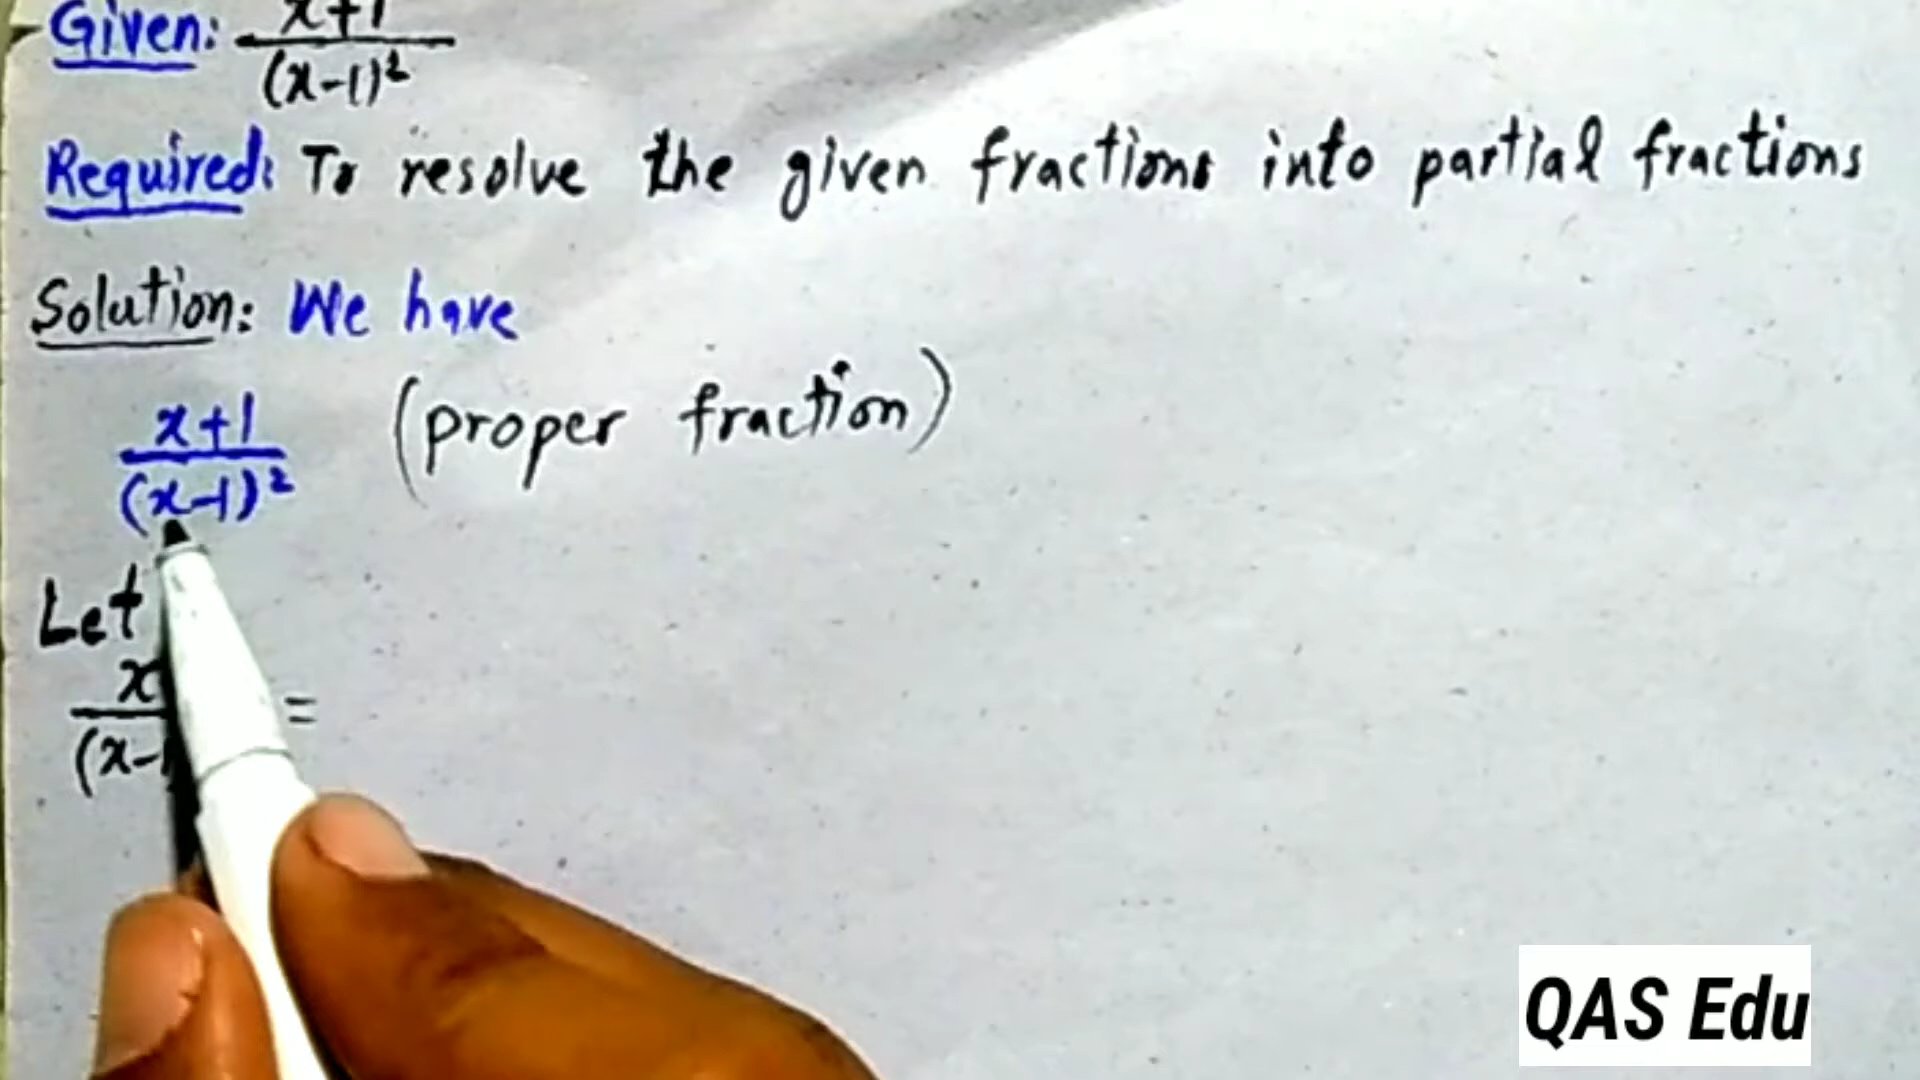 Given: x+1
(x-1)²
Required: To resolve the given fractions into partial fractions
Solution: We have
x+1 (proper fraction)
(x-1)²
Let
x =
(x-1
QAS Edu